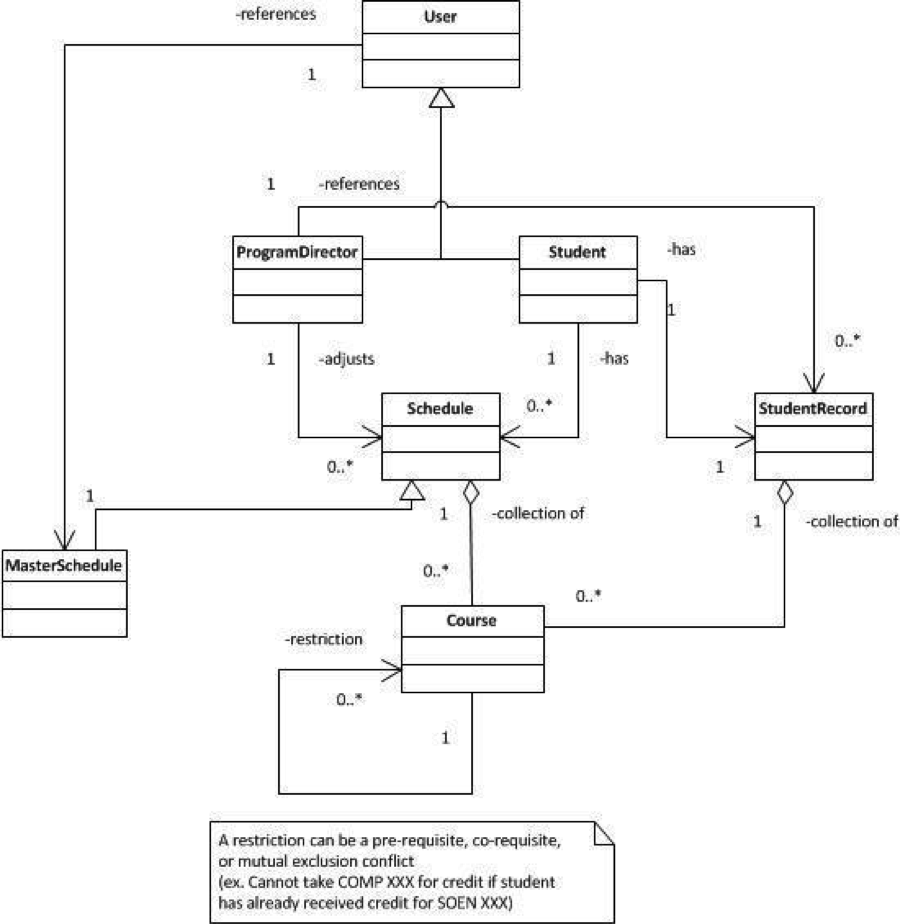 -references
User
1
1
-references
ProgramDirector
Student
-has
1
0..*
1
-adjusts
1
-has
Schedule
0..*
StudentRecord
0..*
1
1
1
-collection of
1
-collection of
MasterSchedule
0..*
0..*
Course
-restriction
0..*
1
A restriction can be a pre-requisite, co-requisite,
or mutual exclusion conflict
(ex. Cannot take COMP XXX for credit if student
has already received credit for SOEN XXX)